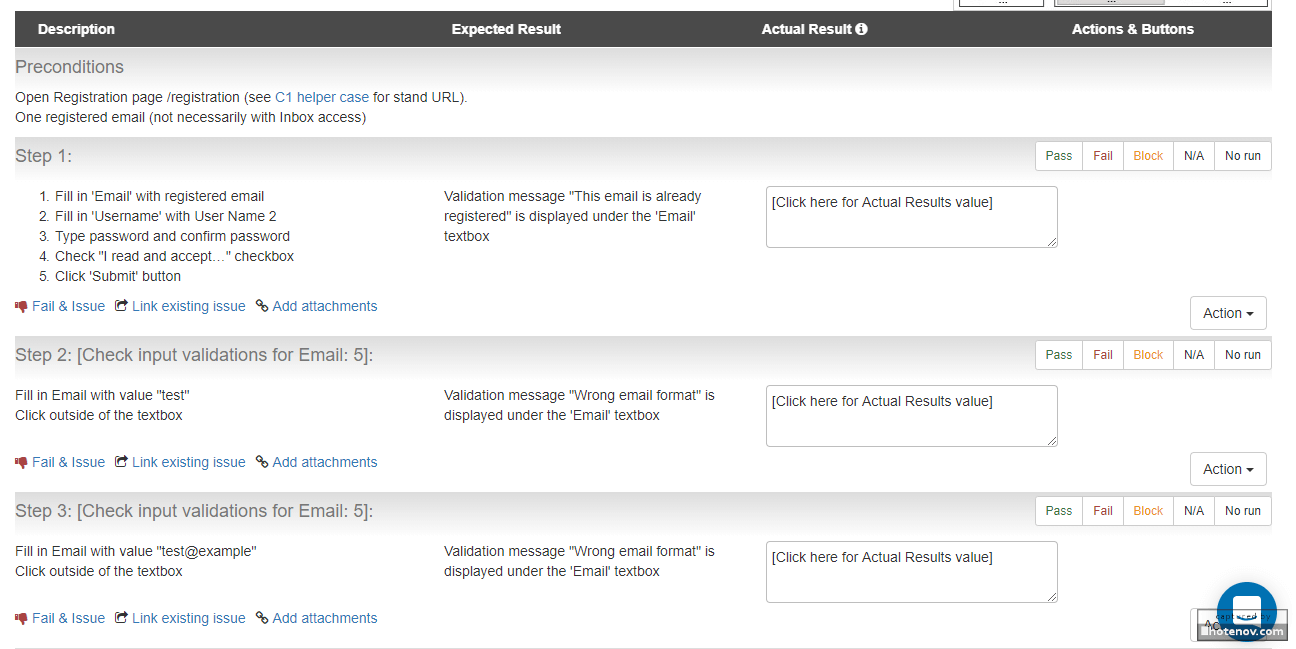 ... ... ...
Description Expected Result Actual Result Actions & Buttons
Preconditions
Open Registration page /registration (see C1 helper case for stand URL).
One registered email (not necessarily with Inbox access)
Step 1:
Pass Fail Block N/A No run
1. Fill in 'Email' with registered email
2. Fill in 'Username' with User Name 2
3. Type password and confirm password
4. Check "I read and accept…" checkbox
5. Click 'Submit' button
Validation message "This email is already
registered" is displayed under the 'Email'
textbox
[Click here for Actual Results value]
Fail & Issue Link existing issue Add attachments
Action
Step 2: [Check input validations for Email: 5]:
Pass Fail Block N/A No run
Fill in Email with value "test"
Click outside of the textbox
Validation message "Wrong email format" is
displayed under the 'Email' textbox
[Click here for Actual Results value]
Fail & Issue Link existing issue Add attachments
Action
Step 3: [Check input validations for Email: 5]:
Pass Fail Block N/A No run
Fill in Email with value "test@example"
Click outside of the textbox
Validation message "Wrong email format" is
displayed under the 'Email' textbox
[Click here for Actual Results value]
Fail & Issue Link existing issue Add attachments
captured by
notenov.com